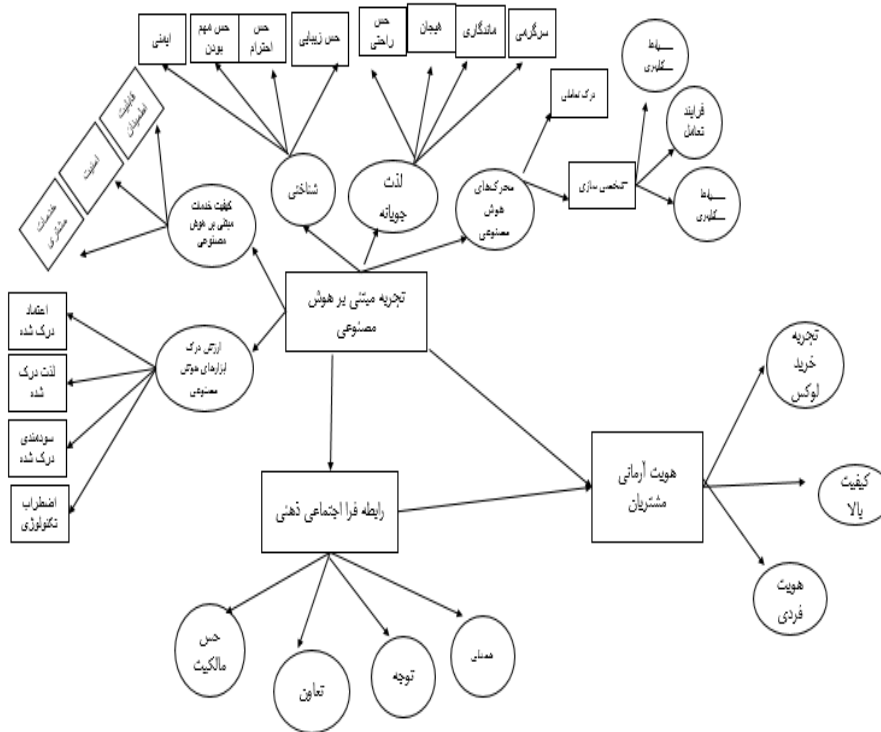 ایمنی
حس مهم
بودن
حس
احترام
حس زیبایی
حس
راحتی
هیجان
ماندگاری
سرگرمی
درک تعاملی
فرایند
تعامل
شخصی سازی
قابلیت
اطمینان
امنیت
خدمات
مشتری
کیفیت خدمات
مبتنی بر هوش
مصنوعی
شناختی
لذت
جویانه
محرک‌های
هوش
مصنوعی
تجربه مبتنی بر هوش
مصنوعی
ارزش درک
ابزارهای هوش
مصنوعی
اعتماد
درک شده
لذت درک
شده
سودمندی
درک شده
اضطراب
تکنولوژی
رابطه فرا اجتماعی ذهنی
هویت آرمانی
مشتریان
تجربه
خرید
لوکس
کیفیت
بالا
هویت
فردی
حس
مالکیت
تعاون
توجه
همدلی